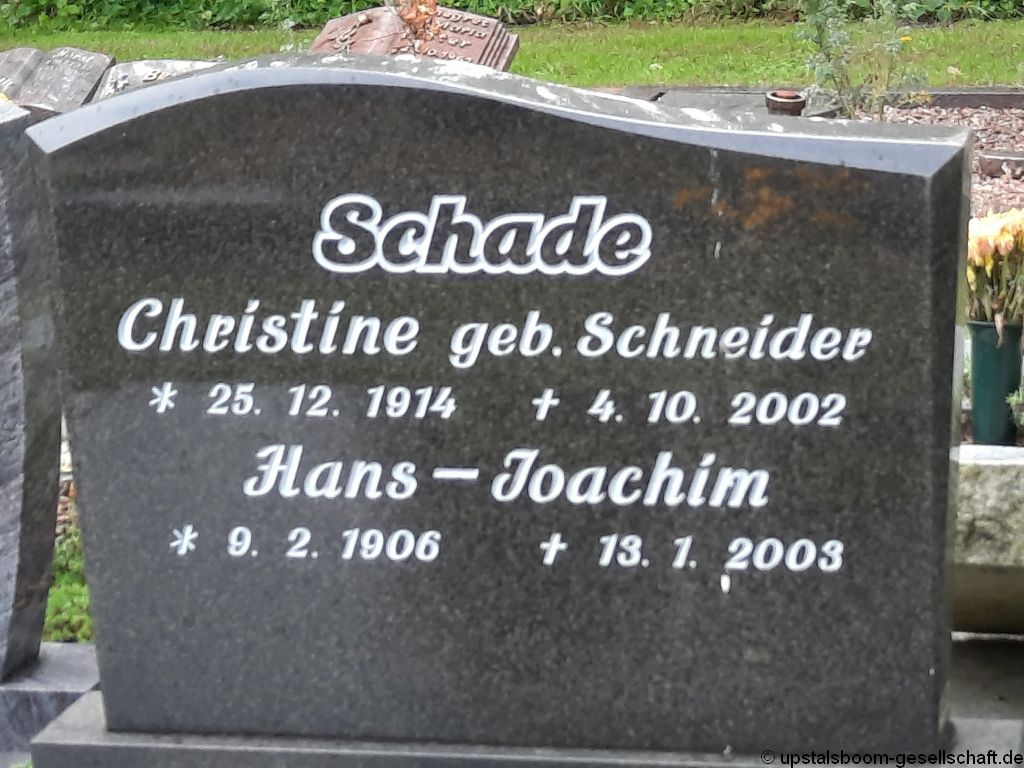 Schade
Christine geb. Schneider
* 25. 12. 1914 † 4. 10. 2002
Hans-Joachim
* 9. 2. 1906 † 13. 1. 2003
© upstalsboom-gesellschaft.de